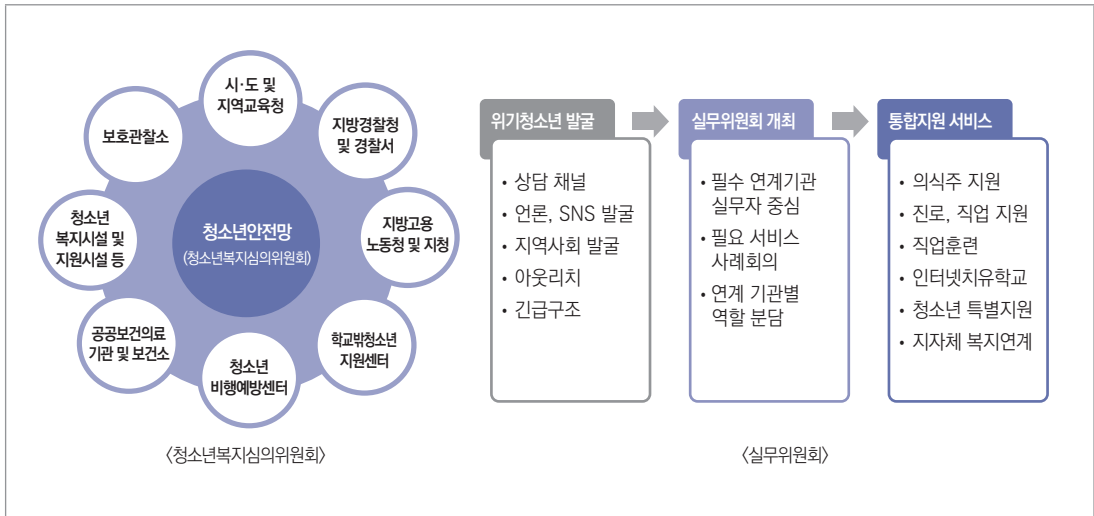 시·도 및
지역교육청
지방경찰청
및 경찰서
지방고용
노동청 및 지청
학교밖청소년
지원센터
청소년
비행예방센터
공공보건의료
기관 및 보건소
청소년
복지시설 및
지원시설 등
보호관찰소
청소년안전망
(청소년복지심의위원회)
〈청소년복지심의위원회〉
위기청소년 발굴
• 상담 채널
• 언론, SNS 발굴
• 지역사회 발굴
• 아웃리치
• 긴급구조
실무위원회 개최
• 필수 연계기관
실무자 중심
• 필요 서비스
사례회의
• 연계 기관별
역할 분담
통합지원 서비스
• 의식주 지원
• 진로, 직업 지원
• 직업훈련
• 인터넷치유학교
• 청소년 특별지원
• 지자체 복지연계
〈실무위원회〉